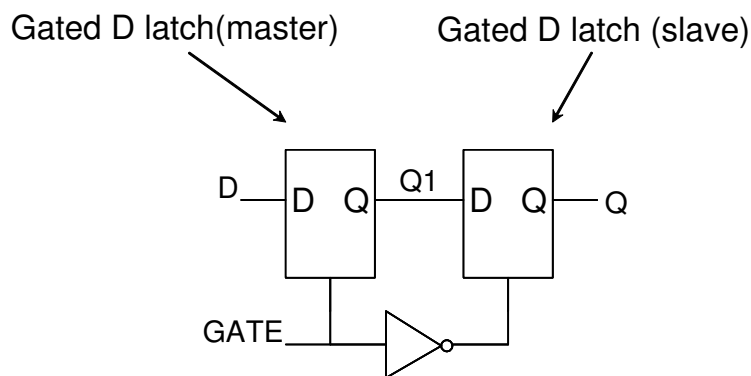 Gated D latch(master)
Gated D latch (slave)
D
D Q
Q1
D Q
Q
GATE